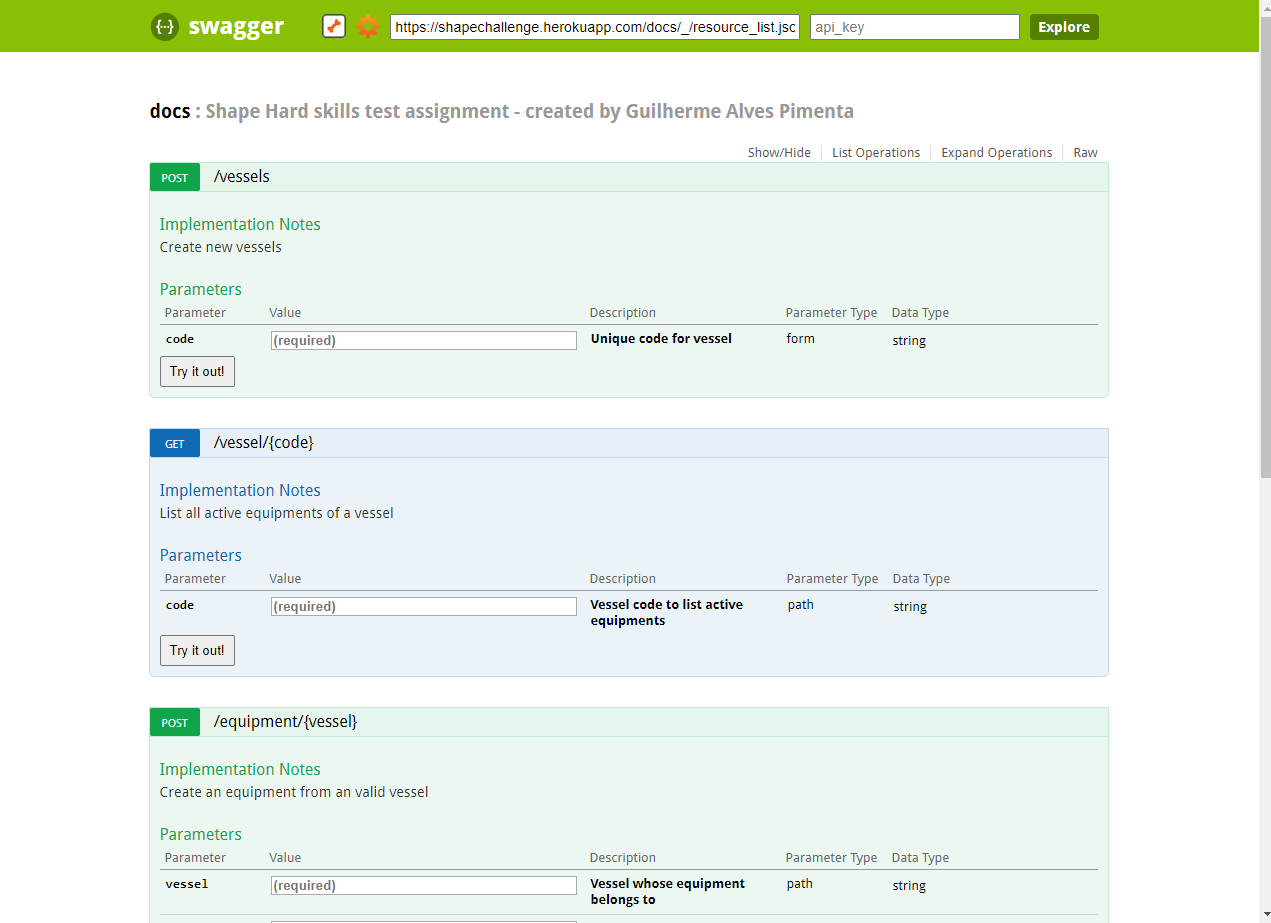 {···} swagger https://shapechallenge.herokuapp.com/docs/_/resource_list.jsc api_key Explore
docs : Shape Hard skills test assignment - created by Guilherme Alves Pimenta
Show/Hide List Operations Expand Operations Raw
POST /vessels
Implementation Notes
Create new vessels
Parameters
Parameter Value Description Parameter Type Data Type
code (required) Unique code for vessel form string
Try it out!
GET /vessel/{code}
Implementation Notes
List all active equipments of a vessel
Parameters
Parameter Value Description Parameter Type Data Type
code (required) Vessel code to list active path string
equipments
Try it out!
POST /equipment/{vessel}
Implementation Notes
Create an equipment from an valid vessel
Parameters
Parameter Value Description Parameter Type Data Type
vessel (required) Vessel whose equipment path string
belongs to